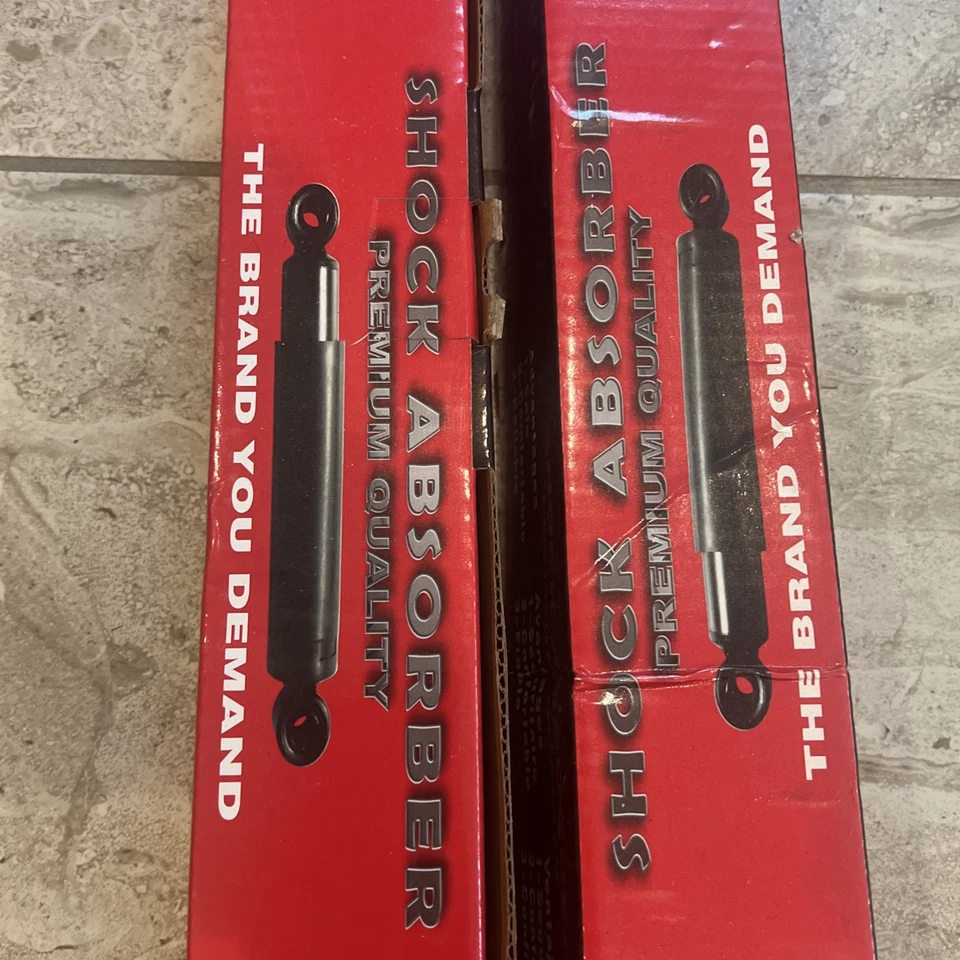 SHOCK ABSORBER
PREMIUM QUALITY
THE BRAND YOU DEMAND
SHOCK ABSORBER
PREMIUM QUALITY
THE BRAND YOU DEMAND